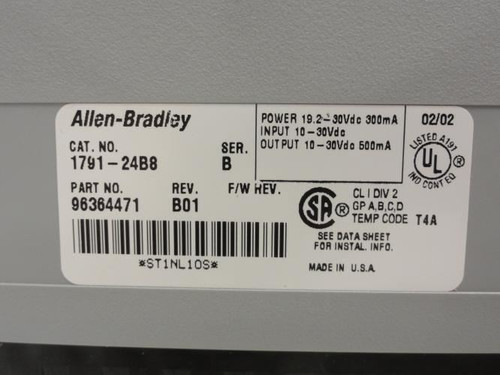 Allen-Bradley
CAT. NO. SER.
1791-24B8 B
PART NO. REV. F/W REV.
96364471 B01
*ST1NL1OS*
POWER 19.2-30Vdc 300mA
INPUT 10-30Vdc
OUTPUT 10-30Vdc 500mA
02/02
LISTED A197
UL ®
IND CONT EQ
SA ®
CL I DIV 2
GP A,B,C,D
TEMP CODE T4A
SEE DATA SHEET
FOR INSTAL. INFO.
MADE IN U.S.A.